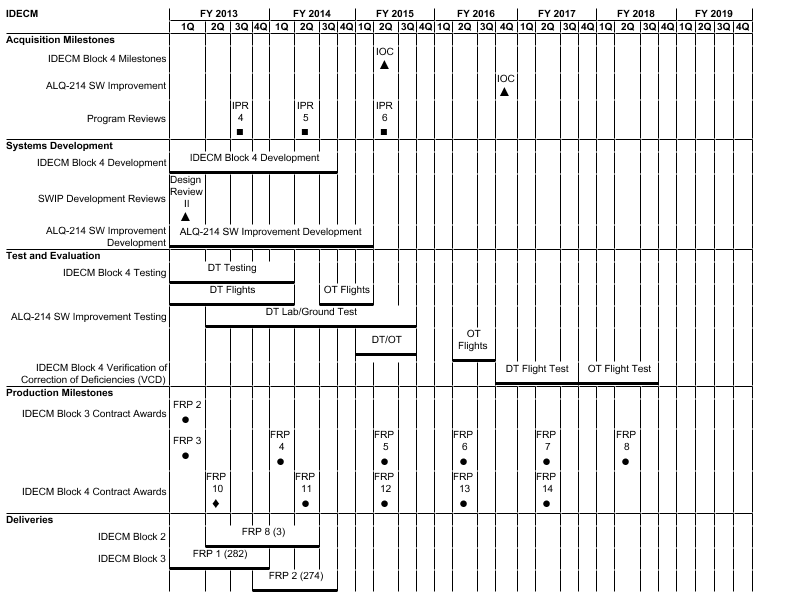 IDECM FY 2013 FY 2014 FY 2015 FY 2016 FY 2017 FY 2018 FY 2019
1Q 2Q 3Q 4Q 1Q 2Q 3Q 4Q 1Q 2Q 3Q 4Q 1Q 2Q 3Q 4Q 1Q 2Q 3Q 4Q 1Q 2Q 3Q 4Q 1Q 2Q 3Q 4Q
Acquisition Milestones
IDECM Block 4 Milestones
IOC
ALQ-214 SW Improvement
IOC
Program Reviews
IPR
4
IPR
5
IPR
6
Systems Development
IDECM Block 4 Development
IDECM Block 4 Development
SWIP Development Reviews
Design
Review
II
ALQ-214 SW Improvement
Development
ALQ-214 SW Improvement Development
Test and Evaluation
IDECM Block 4 Testing
DT Testing
DT Flights
OT Flights
ALQ-214 SW Improvement Testing
DT Lab/Ground Test
DT/OT
OT
Flights
IDECM Block 4 Verification of
Correction of Deficiencies (VCD)
DT Flight Test
OT Flight Test
Production Milestones
IDECM Block 3 Contract Awards
FRP 2
FRP 3
FRP
4
FRP
5
FRP
6
FRP
7
FRP
8
IDECM Block 4 Contract Awards
FRP
10
FRP
11
FRP
12
FRP
13
FRP
14
Deliveries
IDECM Block 2
FRP 8 (3)
IDECM Block 3
FRP 1 (282)
FRP 2 (274)